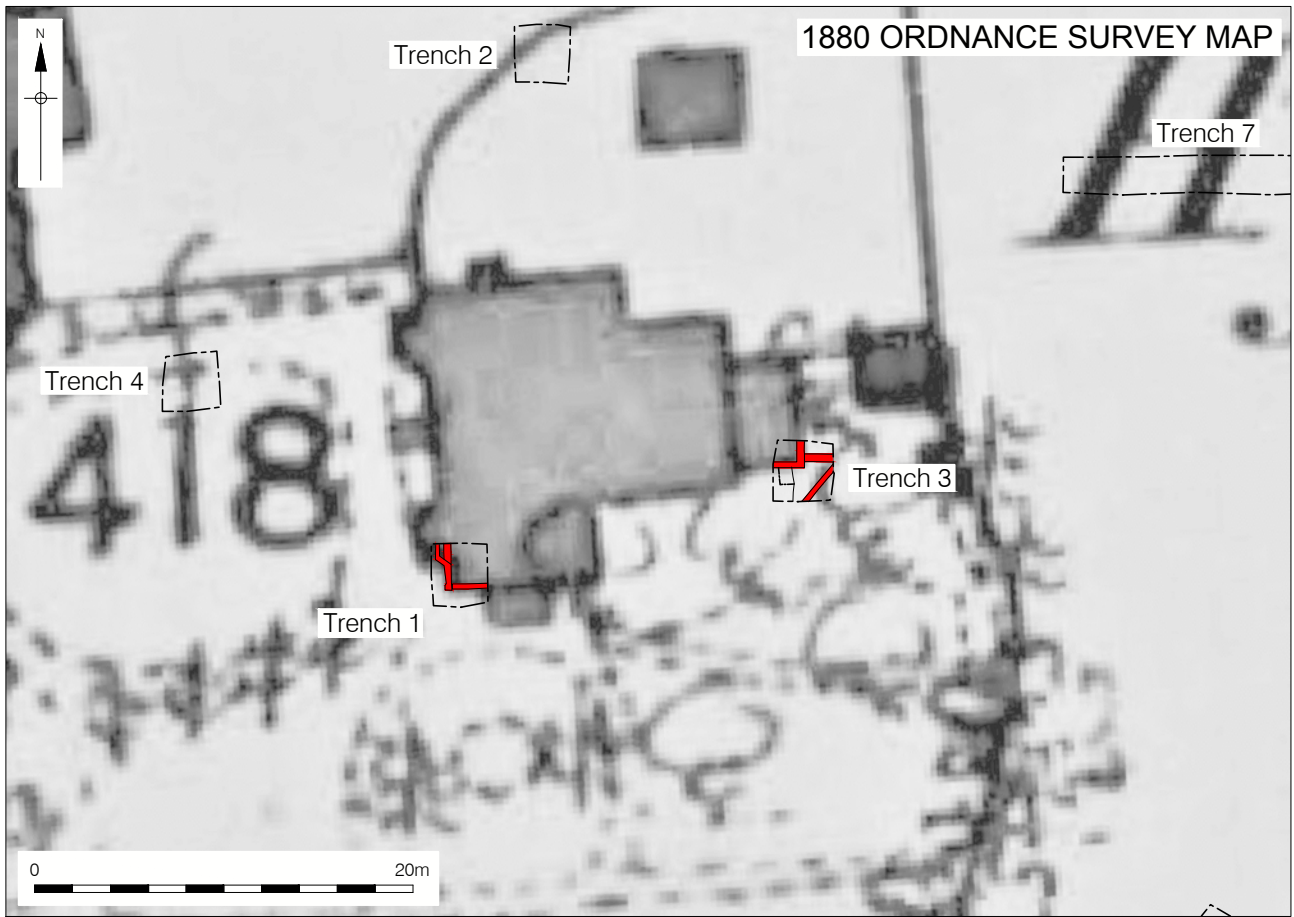 1880 ORDNANCE SURVEY MAP
N
Trench 2
Trench 7
Trench 4
418
Trench 3
Trench 1
0 20m